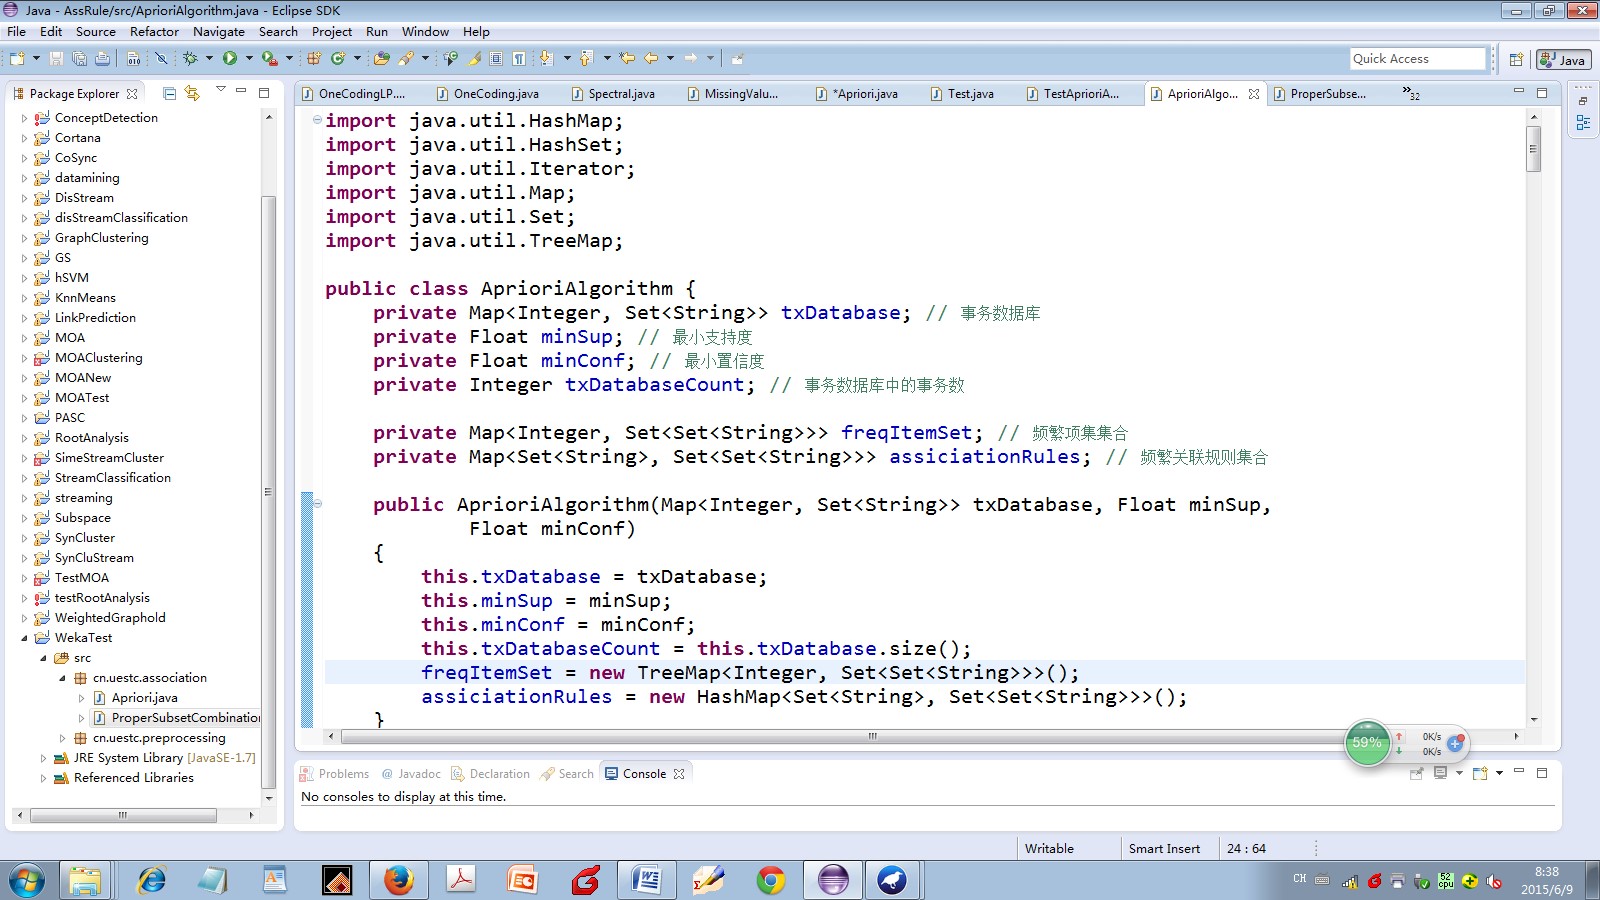 Java - AssRule/src/AprioriAlgorithm.java - Eclipse SDK
File Edit Source Refactor Navigate Search Project Run Window Help
Quick Access
Java
Package Explorer
OneCodingLP....
OneCoding.java
Spectral.java
MissingValu...
*Apriori.java
Test.java
TestAprioriA...
AprioriAlgo...
ProperSubse...
»32
ConceptDetection
Cortana
CoSync
datamining
DisStream
disStreamClassification
GraphClustering
GS
hSVM
KnnMeans
LinkPrediction
MOA
MOAClustering
MOANew
MOATest
PASC
RootAnalysis
SimeStreamCluster
StreamClassification
streaming
Subspace
SynCluster
SynCluStream
TestMOA
testRootAnalysis
WeightedGraphold
WekaTest
src
cn.uestc.association
Apriori.java
ProperSubsetCombination
cn.uestc.preprocessing
JRE System Library [JavaSE-1.7]
Referenced Libraries
import java.util.HashMap;
import java.util.HashSet;
import java.util.Iterator;
import java.util.Map;
import java.util.Set;
import java.util.TreeMap;
public class AprioriAlgorithm {
private Map<Integer, Set<String>> txDatabase; // 事务数据库
private Float minSup; // 最小支持度
private Float minConf; // 最小置信度
private Integer txDatabaseCount; // 事务数据库中的事务数
private Map<Integer, Set<Set<String>>> freqItemSet; // 频繁项集集合
private Map<Set<String>, Set<Set<String>>> assiciationRules; // 频繁关联规则集合
public AprioriAlgorithm(Map<Integer, Set<String>> txDatabase, Float minSup,
Float minConf)
{
this.txDatabase = txDatabase;
this.minSup = minSup;
this.minConf = minConf;
this.txDatabaseCount = this.txDatabase.size();
freqItemSet = new TreeMap<Integer, Set<Set<String>>>();
assiciationRules = new HashMap<Set<String>, Set<Set<String>>>();
}
59%
0K/s
0K/s
Problems @ Javadoc Declaration Search Console
No consoles to display at this time.
Writable
Smart Insert
24 : 64
CH
52
cpu
8:38
2015/6/9